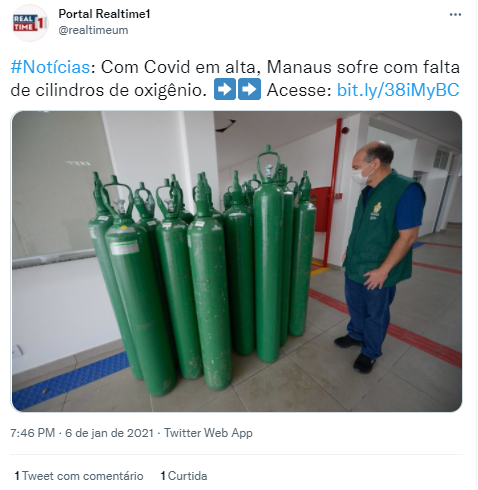 REAL TIME 1
Portal Realtime1
@realtimeum
#Notícias: Com Covid em alta, Manaus sofre com falta
de cilindros de oxigênio. ➡️➡️ Acesse: bit.ly/38iMyBC
7:46 PM · 6 de jan de 2021 · Twitter Web App
1 Tweet com comentário 1 Curtida